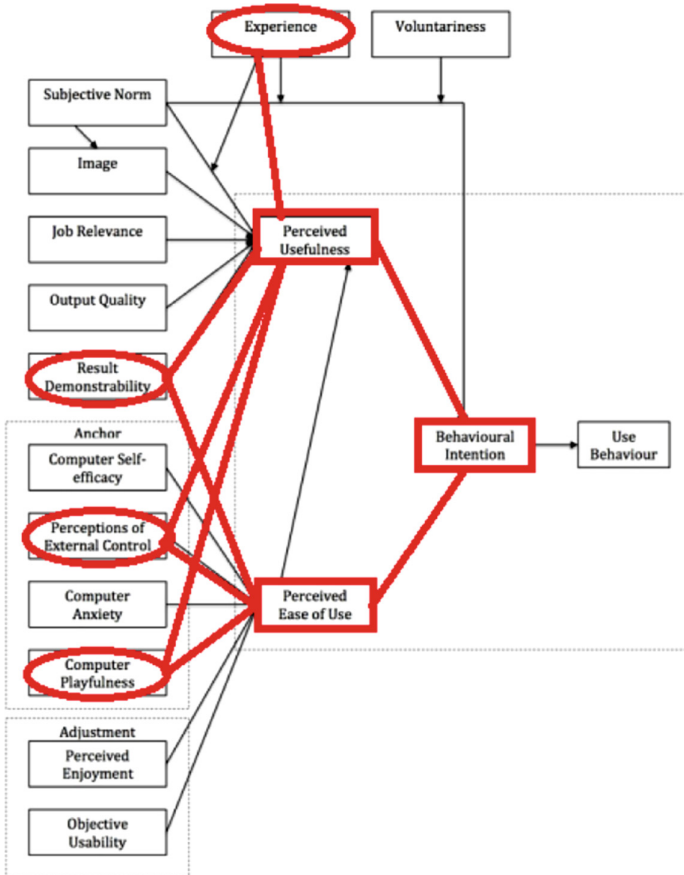 Experience
Voluntariness
Subjective Norm
Image
Job Relevance
Output Quality
Result
Demonstrability
Anchor
Computer Self-
efficacy
Perceptions of
External Control
Computer
Anxiety
Computer
Playfulness
Adjustment
Perceived
Enjoyment
Objective
Usability
Perceived
Usefulness
Perceived
Ease of Use
Behavioural
Intention
Use
Behaviour